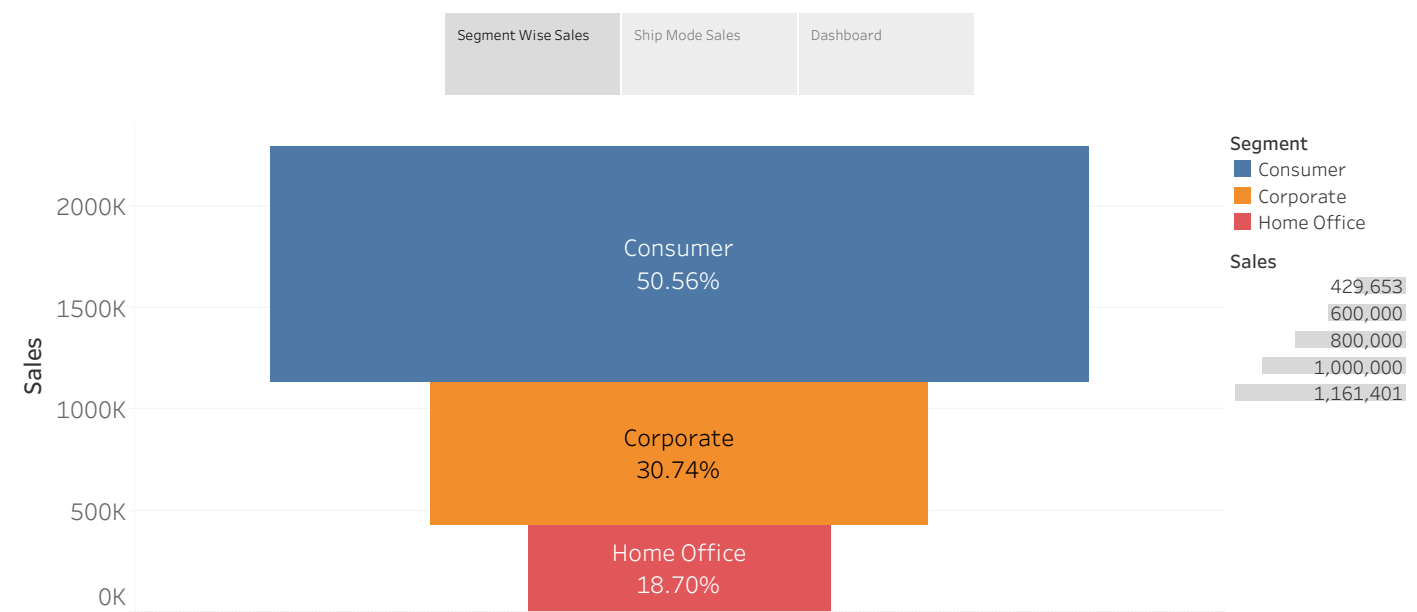 Segment Wise Sales
Ship Mode Sales
Dashboard
Sales
2000K
1500K
1000K
500K
0K
Consumer
50.56%
Corporate
30.74%
Home Office
18.70%
Segment
Consumer
Corporate
Home Office
Sales
429,653
600,000
800,000
1,000,000
1,161,401